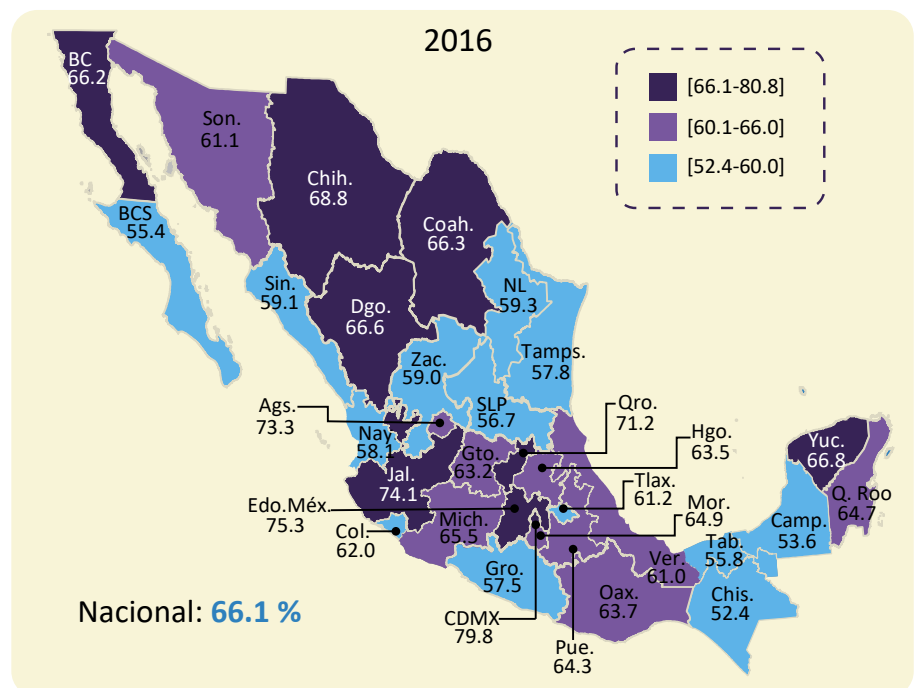 2016
[66.1-80.8]
[60.1-66.0]
[52.4-60.0]
BC
66.2
Son.
61.1
Chih.
68.8
Coah.
66.3
BCS
55.4
Sin.
59.1
NL
59.3
Dgo.
66.6
Tamps.
57.8
Zac.
59.0
SLP
56.7
Ags.
73.3
Qro.
71.2
Nay.
58.1
Hgo.
63.5
Gto.
63.2
Yuc.
66.8
Jal.
74.1
Tlax.
61.2
Q. Roo
64.7
Edo.Méx.
75.3
Mor.
64.9
Mich.
65.5
Camp.
53.6
Col.
62.0
Tab.
55.8
Ver.
61.0
Gro.
57.5
Oax.
63.7
Chis.
52.4
CDMX
79.8
Pue.
64.3
Nacional: 66.1 %